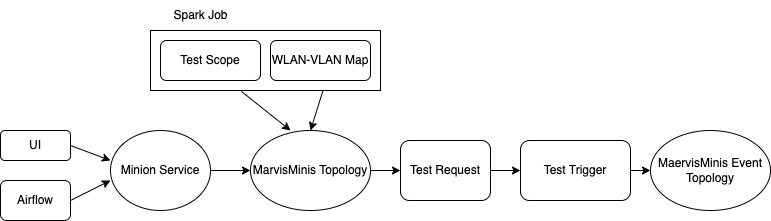 Spark Job
Test Scope
WLAN-VLAN Map
UI
Airflow
Minion Service
MarvisMinis Topology
Test Request
Test Trigger
MaervisMinis Event
Topology